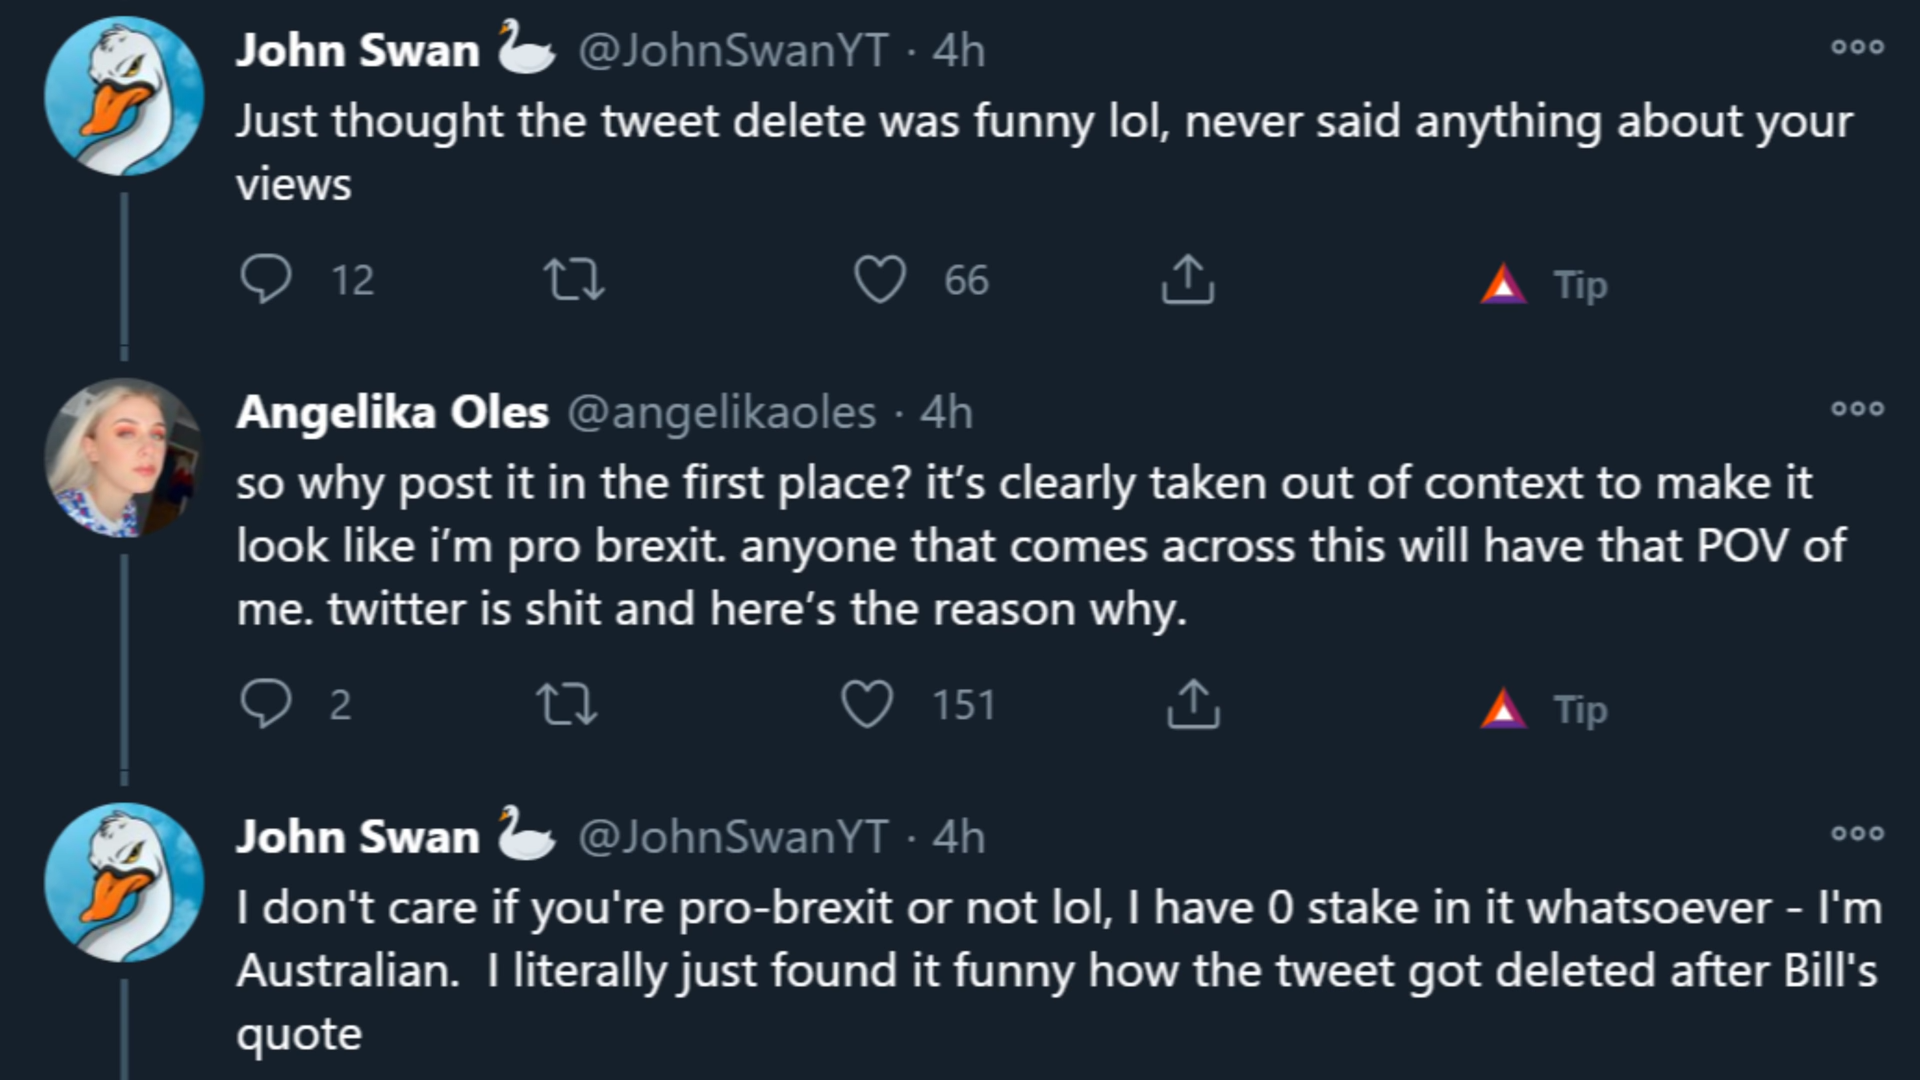 John Swan 🦢 @JohnSwanYT · 4h
Just thought the tweet delete was funny lol, never said anything about your
views
12 66 Tip
Angelika Oles @angelikaoles · 4h
so why post it in the first place? it’s clearly taken out of context to make it
look like i’m pro brexit. anyone that comes across this will have that POV of
me. twitter is shit and here’s the reason why.
2 151 Tip
John Swan 🦢 @JohnSwanYT · 4h
I don't care if you're pro-brexit or not lol, I have 0 stake in it whatsoever - I'm
Australian.  I literally just found it funny how the tweet got deleted after Bill's
quote